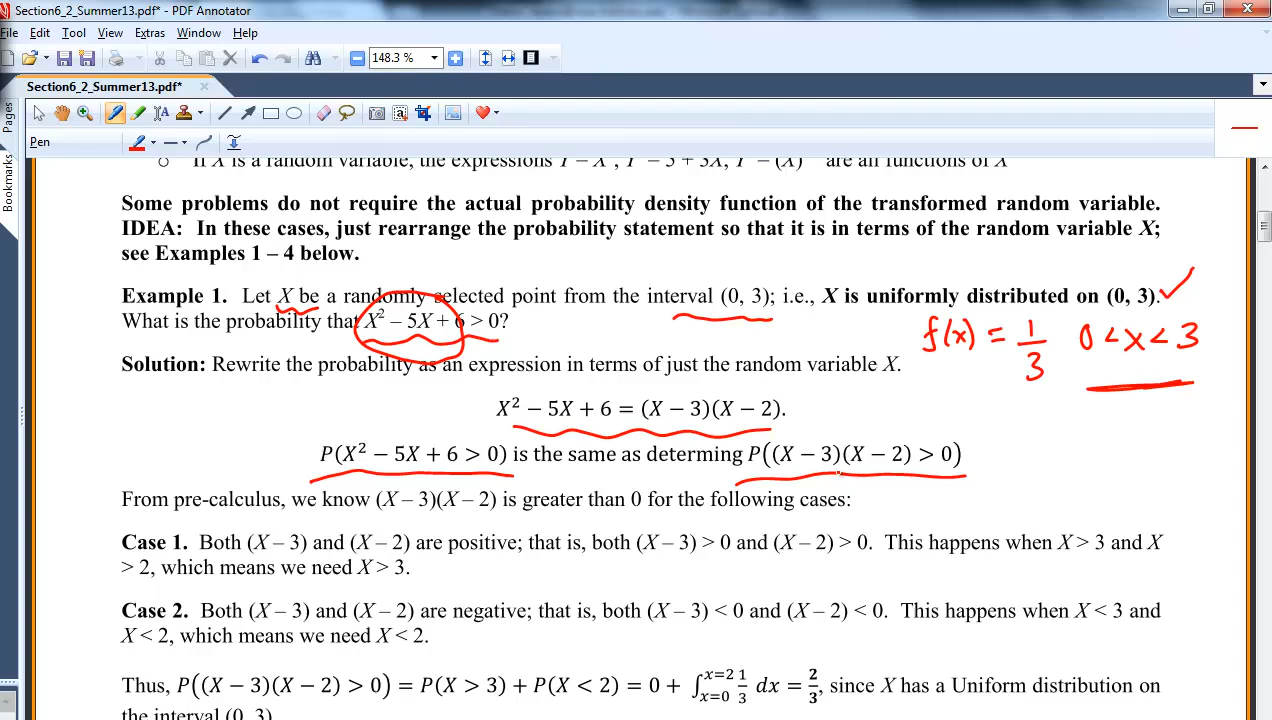 Section6_2_Summer13.pdf* - PDF Annotator
File Edit Tool View Extras Window Help
148.3 %
Section6_2_Summer13.pdf*
Pen
Pages
Bookmarks
If X is a random variable, the expressions are all functions of X
Some problems do not require the actual probability density function of the transformed random variable.
IDEA: In these cases, just rearrange the probability statement so that it is in terms of the random variable X;
see Examples 1 – 4 below.
Example 1. Let X be a randomly selected point from the interval (0, 3); i.e., X is uniformly distributed on (0, 3).
What is the probability that X² – 5X + 6 > 0?
f(x) = 1/3 0 < x < 3
Solution: Rewrite the probability as an expression in terms of just the random variable X.
X² − 5X + 6 = (X − 3)(X − 2).
P(X² − 5X + 6 > 0) is the same as determing P((X − 3)(X − 2) > 0)
From pre-calculus, we know (X – 3)(X – 2) is greater than 0 for the following cases:
Case 1. Both (X – 3) and (X – 2) are positive; that is, both (X – 3) > 0 and (X – 2) > 0. This happens when X > 3 and X
> 2, which means we need X > 3.
Case 2. Both (X – 3) and (X – 2) are negative; that is, both (X – 3) < 0 and (X – 2) < 0. This happens when X < 3 and
X < 2, which means we need X < 2.
Thus, P((X − 3)(X − 2) > 0) = P(X > 3) + P(X < 2) = 0 + ∫_{x=0}^{x=2} 1/3 dx = 2/3, since X has a Uniform distribution on
the interval (0, 3).